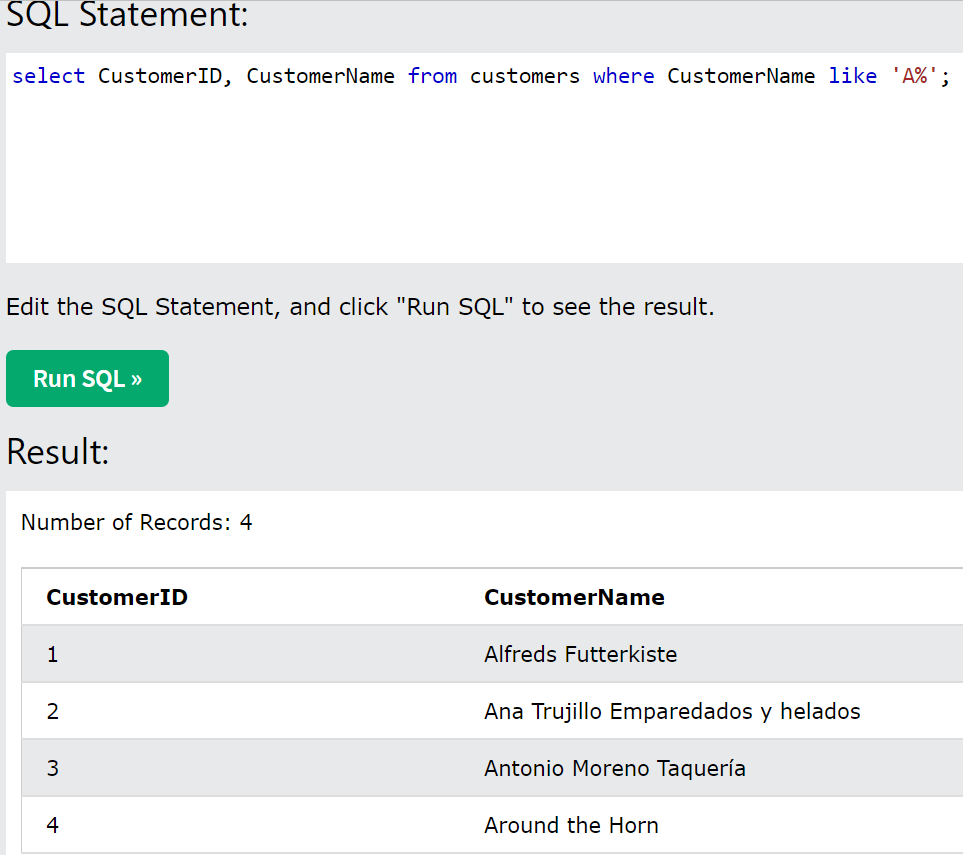 SQL Statement:
select CustomerID, CustomerName from customers where CustomerName like 'A%';
Edit the SQL Statement, and click "Run SQL" to see the result.
Run SQL »
Result:
Number of Records: 4
CustomerID CustomerName
1 Alfreds Futterkiste
2 Ana Trujillo Emparedados y helados
3 Antonio Moreno Taquería
4 Around the Horn